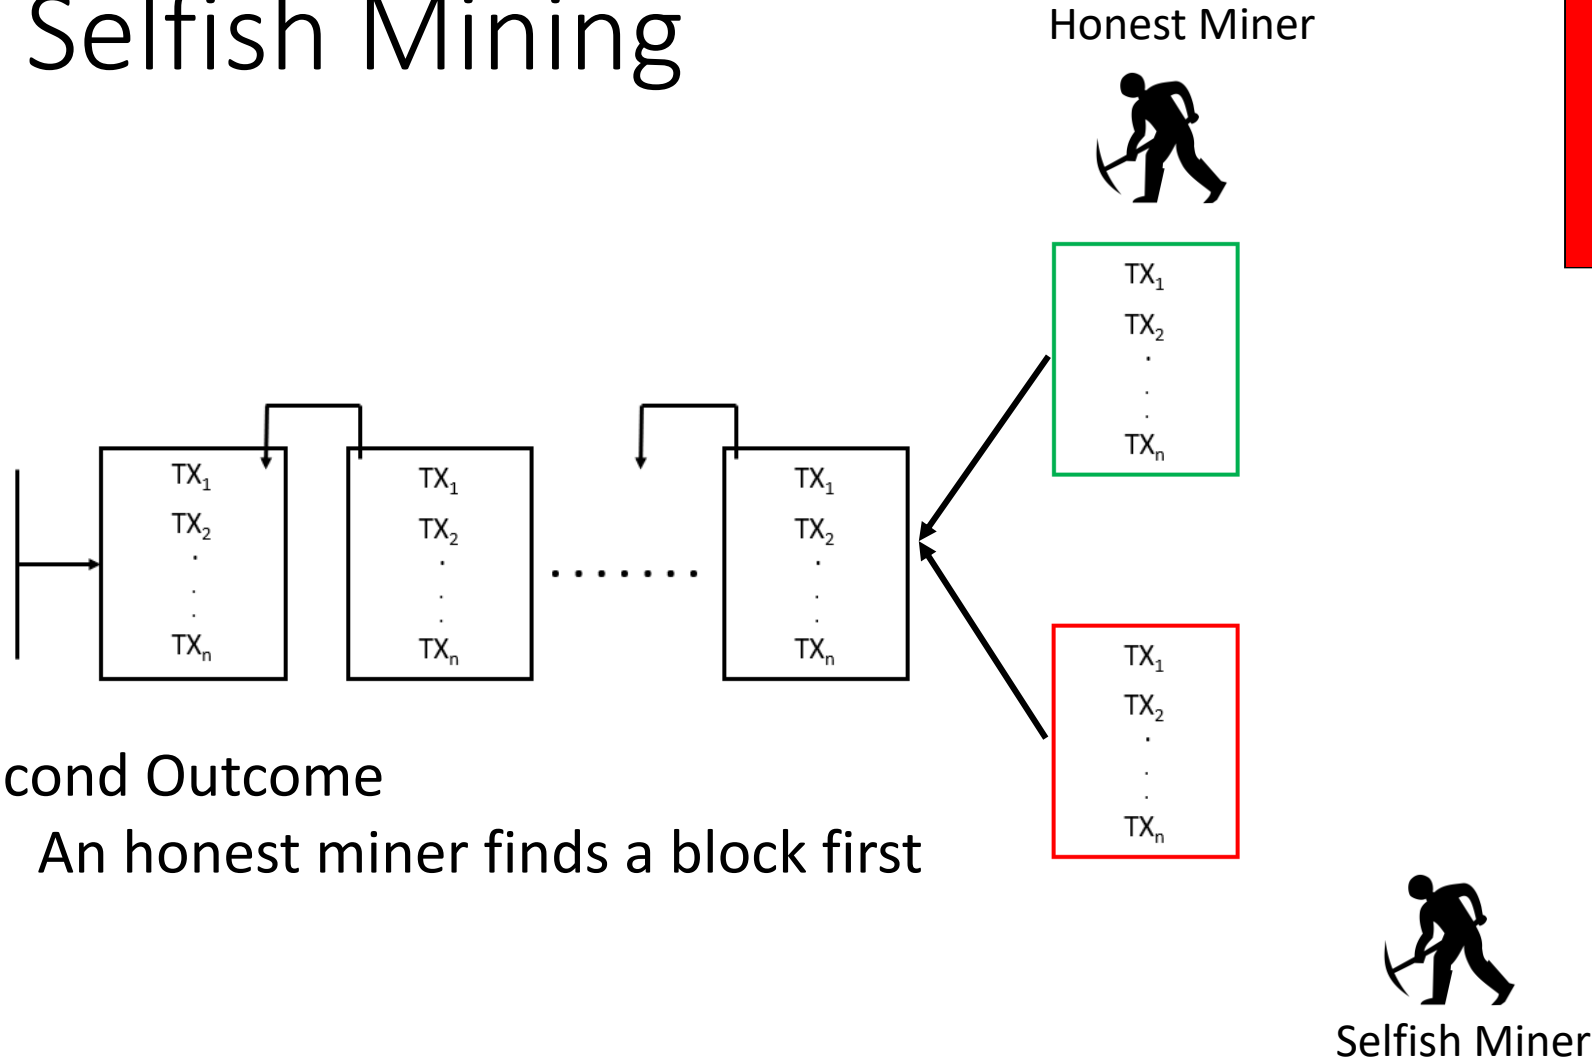 Selfish Mining
Honest Miner
TX₁
TX₂
.
.
.
TXₙ
TX₁
TX₂
.
.
.
TXₙ
TX₁
TX₂
.
.
.
TXₙ
.......
TX₁
TX₂
.
.
.
TXₙ
TX₁
TX₂
.
.
.
TXₙ
cond Outcome
An honest miner finds a block first
Selfish Miner